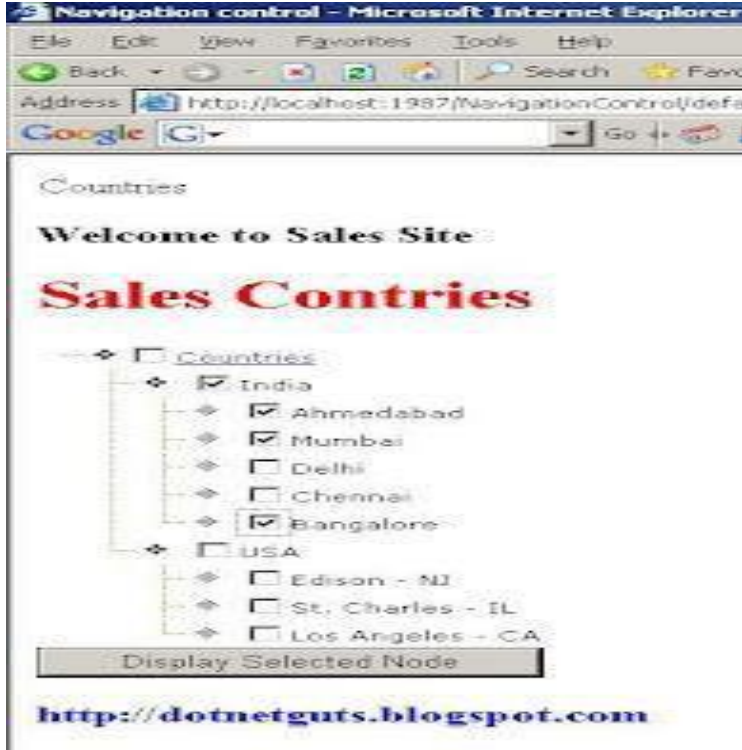 Navigation control - Microsoft Internet Explorer
File Edit View Favorites Tools Help
Back Search Favo
Address http://localhost:1987/NavigationControl/defa
Google G Go
Countries
Welcome to Sales Site
Sales Contries
Countries
India
Ahmedabad
Mumbai
Delhi
Chennai
Bangalore
USA
Edison - NJ
St. Charles - IL
Los Angeles - CA
Display Selected Node
http://dotnetguts.blogspot.com